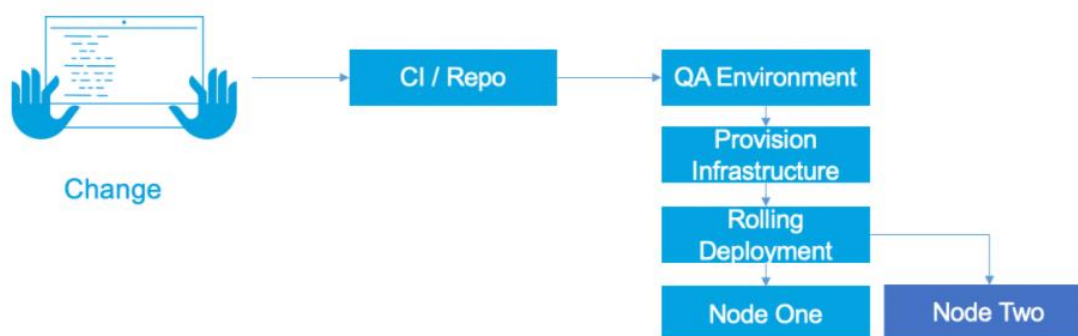 CI / Repo
QA Environment
Provision
Infrastructure
Change
Rolling
Deployment
Node One
Node Two